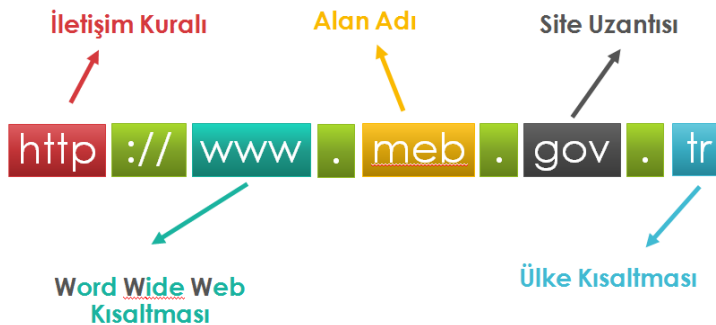 İletişim Kuralı
Alan Adı
Site Uzantısı
http :// www . meb . gov . tr
Word Wide Web
Kısaltması
Ülke Kısaltması